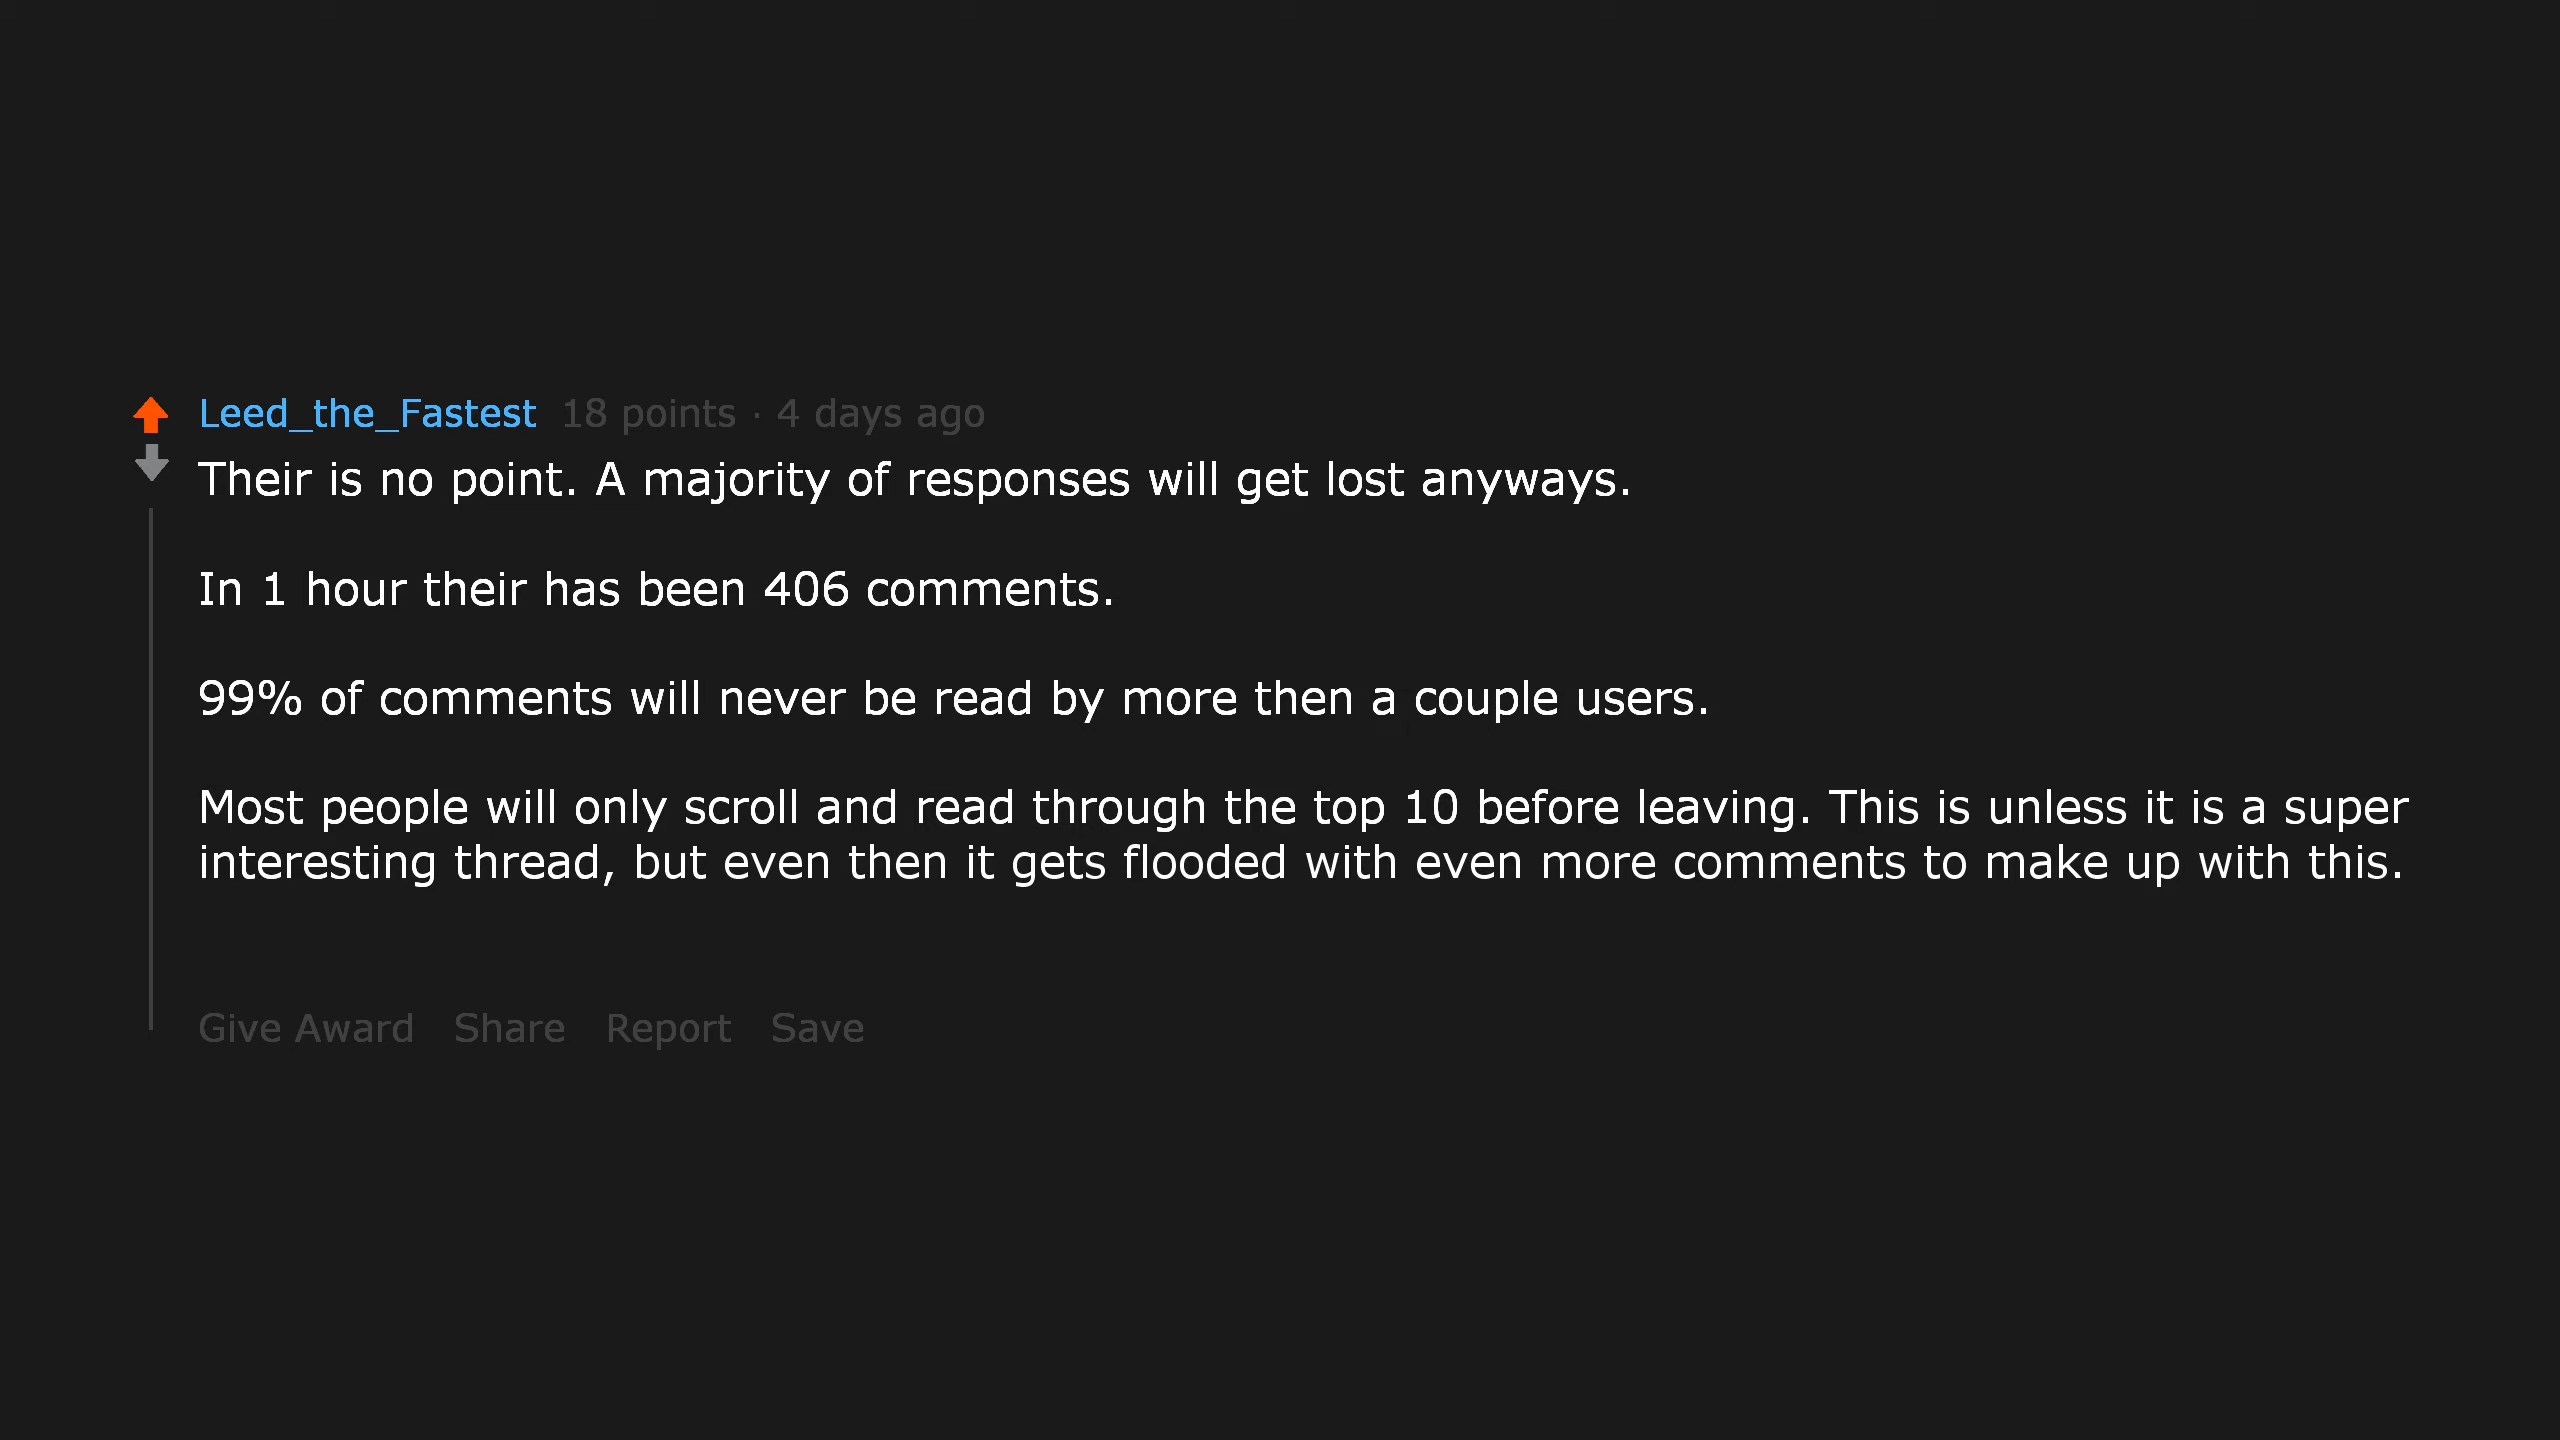 Leed_the_Fastest 18 points · 4 days ago
Their is no point. A majority of responses will get lost anyways.
In 1 hour their has been 406 comments.
99% of comments will never be read by more then a couple users.
Most people will only scroll and read through the top 10 before leaving. This is unless it is a super
interesting thread, but even then it gets flooded with even more comments to make up with this.
Give Award Share Report Save